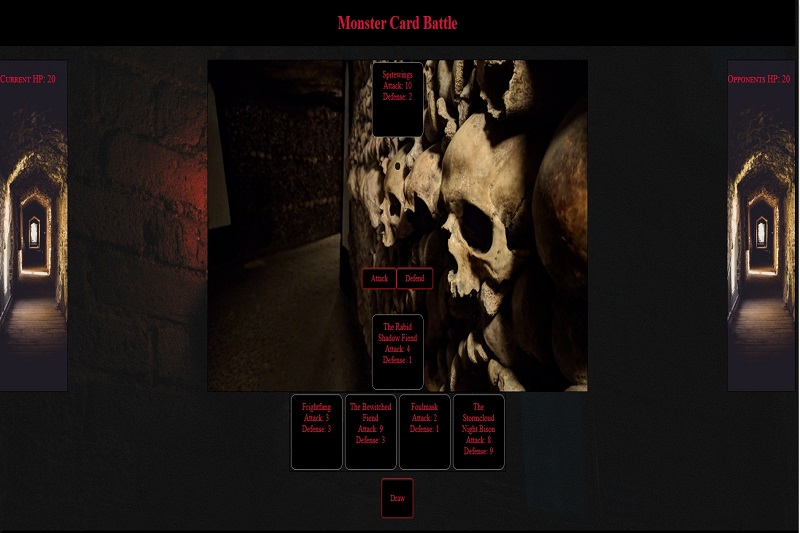 Monster Card Battle
Current HP: 20
Opponents HP: 20
Spitewings
Attack: 10
Defense: 2
Attack
Defend
The Rabid
Shadow Fiend
Attack: 4
Defense: 1
Frightfang
Attack: 5
Defense: 3
The Bewitched
Fiend
Attack: 9
Defense: 3
Foulmask
Attack: 2
Defense: 1
The
Stormcloud
Night Bison
Attack: 8
Defense: 9
Draw